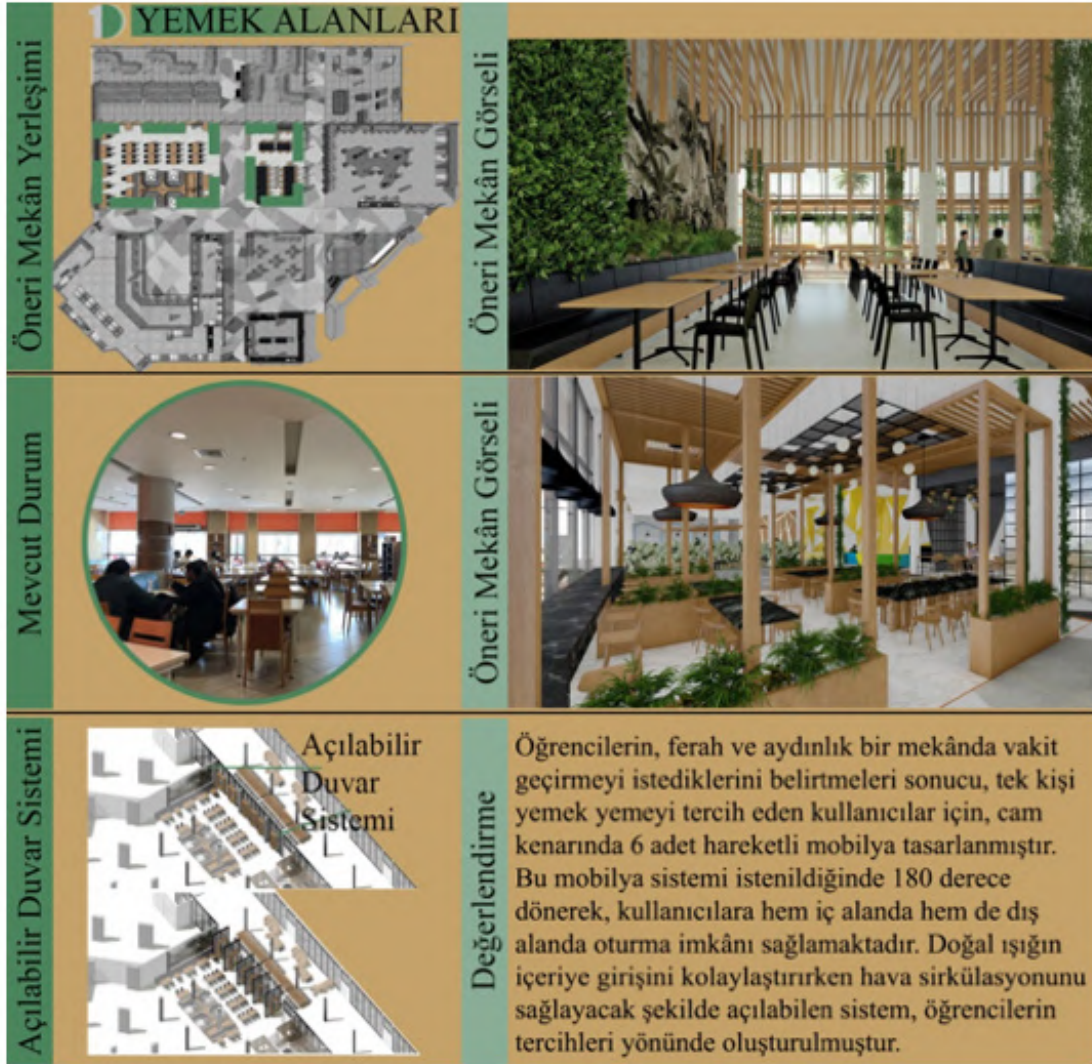 1 YEMEK ALANLARI
Öneri Mekân Yerleşimi
Öneri Mekân Görseli
Mevcut Durum
Öneri Mekân Görseli
Açılabilir Duvar Sistemi
Açılabilir
Duvar
Sistemi
Değerlendirme
Öğrencilerin, ferah ve aydınlık bir mekânda vakit
geçirmeyi istediklerini belirtmeleri sonucu, tek kişi
yemek yemeyi tercih eden kullanıcılar için, cam
kenarında 6 adet hareketli mobilya tasarlanmıştır.
Bu mobilya sistemi istenildiğinde 180 derece
dönerek, kullanıcılara hem iç alanda hem de dış
alanda oturma imkânı sağlamaktadır. Doğal ışığın
içeriye girişini kolaylaştırırken hava sirkülasyonunu
sağlayacak şekilde açılabilen sistem, öğrencilerin
tercihleri yönünde oluşturulmuştur.